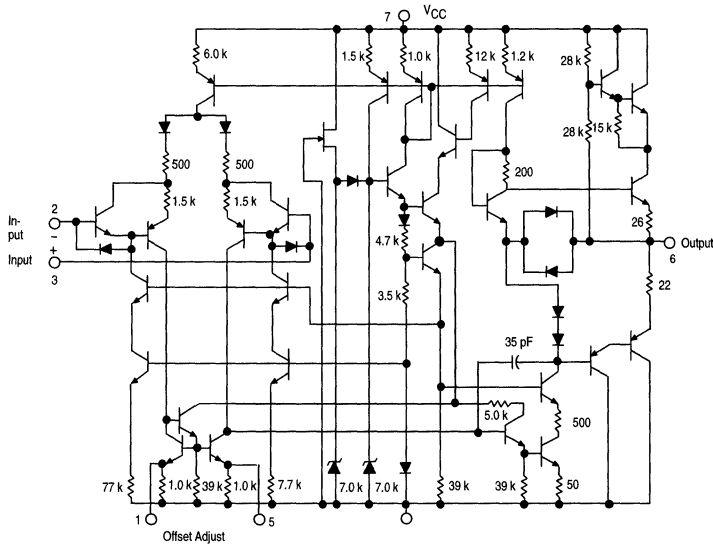 7 VCC
6.0 k
1.5 k
1.0 k
12 k
1.2 k
28 k
28 k
15 k
500
500
200
1.5 k
1.5 k
2
In-
put
−
+
Input
3
4.7 k
3.5 k
26
Output
6
22
35 pF
5.0 k
500
77 k
1.0 k
39 k
1.0 k
7.7 k
7.0 k
7.0 k
39 k
39 k
50
1
5
Offset Adjust